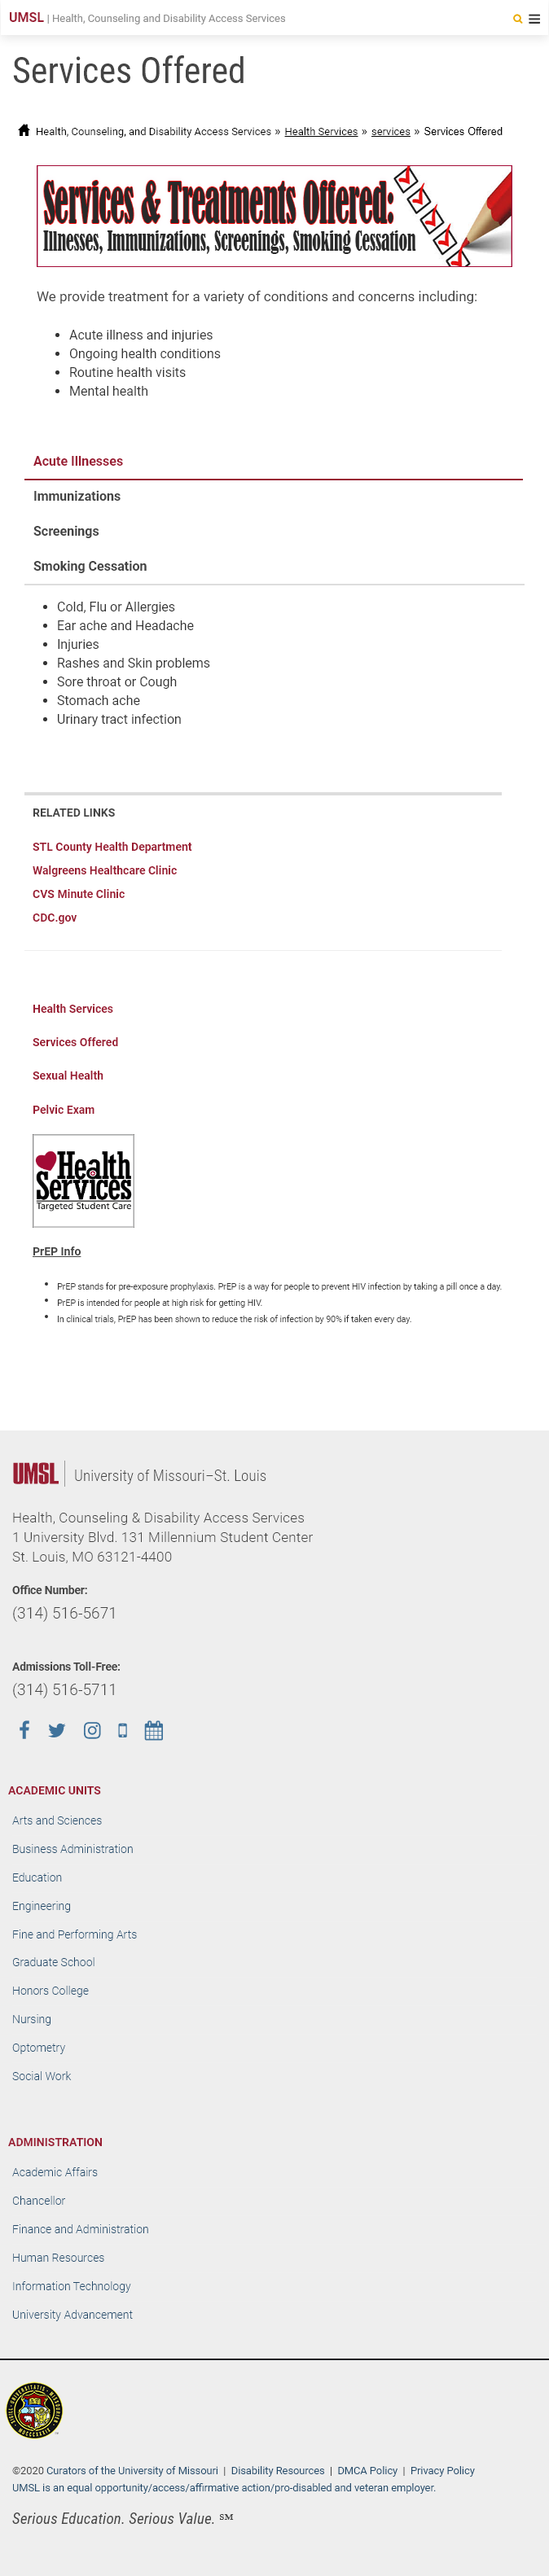 UMSL | Health, Counseling and Disability Access Services
Services Offered
Health, Counseling, and Disability Access Services » Health Services » services » Services Offered
Services & Treatments Offered:
Illnesses, Immunizations, Screenings, Smoking Cessation
We provide treatment for a variety of conditions and concerns including:
• Acute illness and injuries
• Ongoing health conditions
• Routine health visits
• Mental health
Acute Illnesses
Immunizations
Screenings
Smoking Cessation
• Cold, Flu or Allergies
• Ear ache and Headache
• Injuries
• Rashes and Skin problems
• Sore throat or Cough
• Stomach ache
• Urinary tract infection
RELATED LINKS
STL County Health Department
Walgreens Healthcare Clinic
CVS Minute Clinic
CDC.gov
Health Services
Services Offered
Sexual Health
Pelvic Exam
Health
Services
Targeted Student Care
PrEP Info
• PrEP stands for pre-exposure prophylaxis. PrEP is a way for people to prevent HIV infection by taking a pill once a day.
• PrEP is intended for people at high risk for getting HIV.
• In clinical trials, PrEP has been shown to reduce the risk of infection by 90% if taken every day.
UMSL | University of Missouri–St. Louis
Health, Counseling & Disability Access Services
1 University Blvd. 131 Millennium Student Center
St. Louis, MO 63121-4400
Office Number:
(314) 516-5671
Admissions Toll-Free:
(314) 516-5711
ACADEMIC UNITS
Arts and Sciences
Business Administration
Education
Engineering
Fine and Performing Arts
Graduate School
Honors College
Nursing
Optometry
Social Work
ADMINISTRATION
Academic Affairs
Chancellor
Finance and Administration
Human Resources
Information Technology
University Advancement
©2020 Curators of the University of Missouri | Disability Resources | DMCA Policy | Privacy Policy
UMSL is an equal opportunity/access/affirmative action/pro-disabled and veteran employer.
Serious Education. Serious Value. ℠